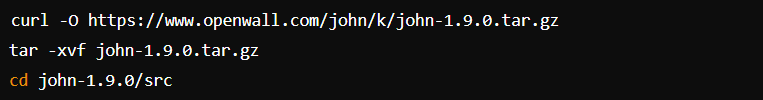 curl -O https://www.openwall.com/john/k/john-1.9.0.tar.gz
tar -xvf john-1.9.0.tar.gz
cd john-1.9.0/src